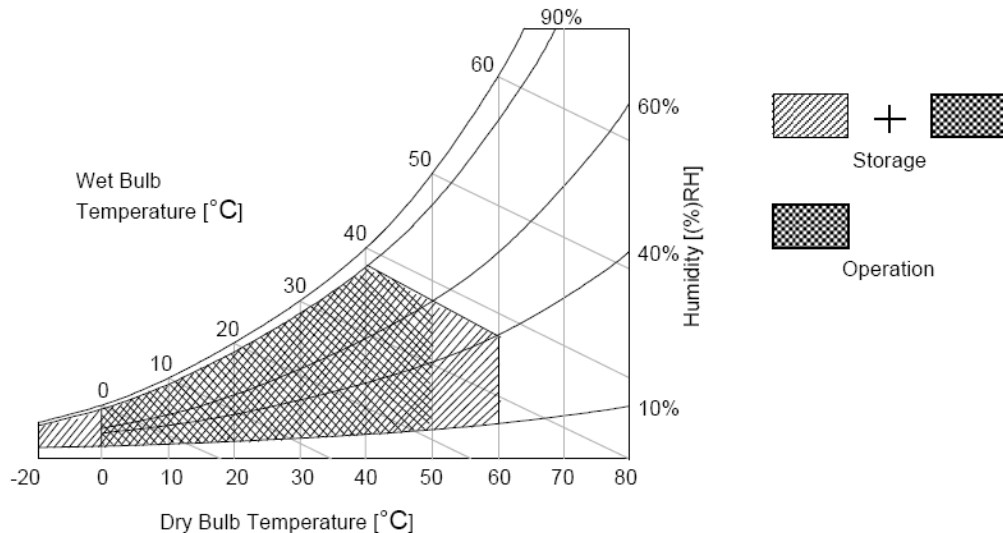 90%
60
60%
50
Wet Bulb
Temperature [°C]
40
40%
30
20
10
0
10%
-20 0 10 20 30 40 50 60 70 80
Dry Bulb Temperature [°C]
Humidity [(%)RH]
+
Storage
Operation